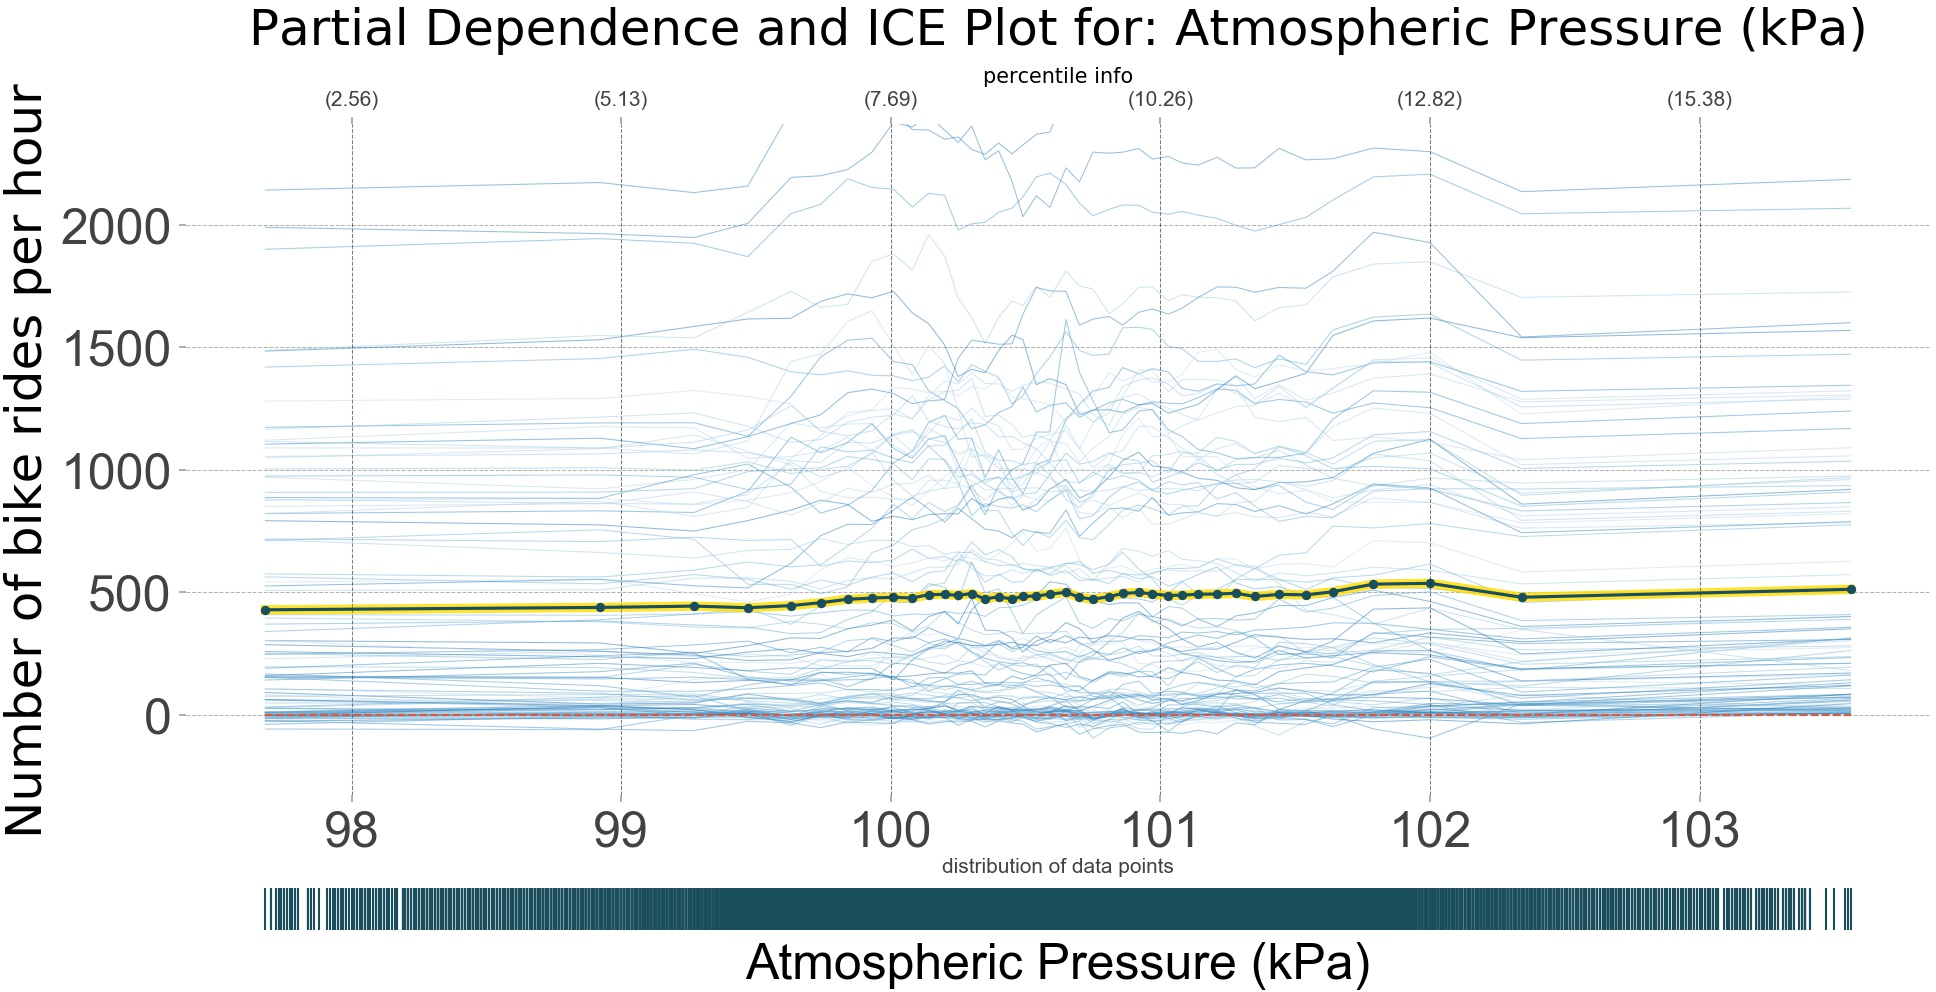 Partial Dependence and ICE Plot for: Atmospheric Pressure (kPa)
percentile info
(2.56) (5.13) (7.69) (10.26) (12.82) (15.38)
Number of bike rides per hour
2000
1500
1000
500
0
98 99 100 101 102 103
distribution of data points
Atmospheric Pressure (kPa)